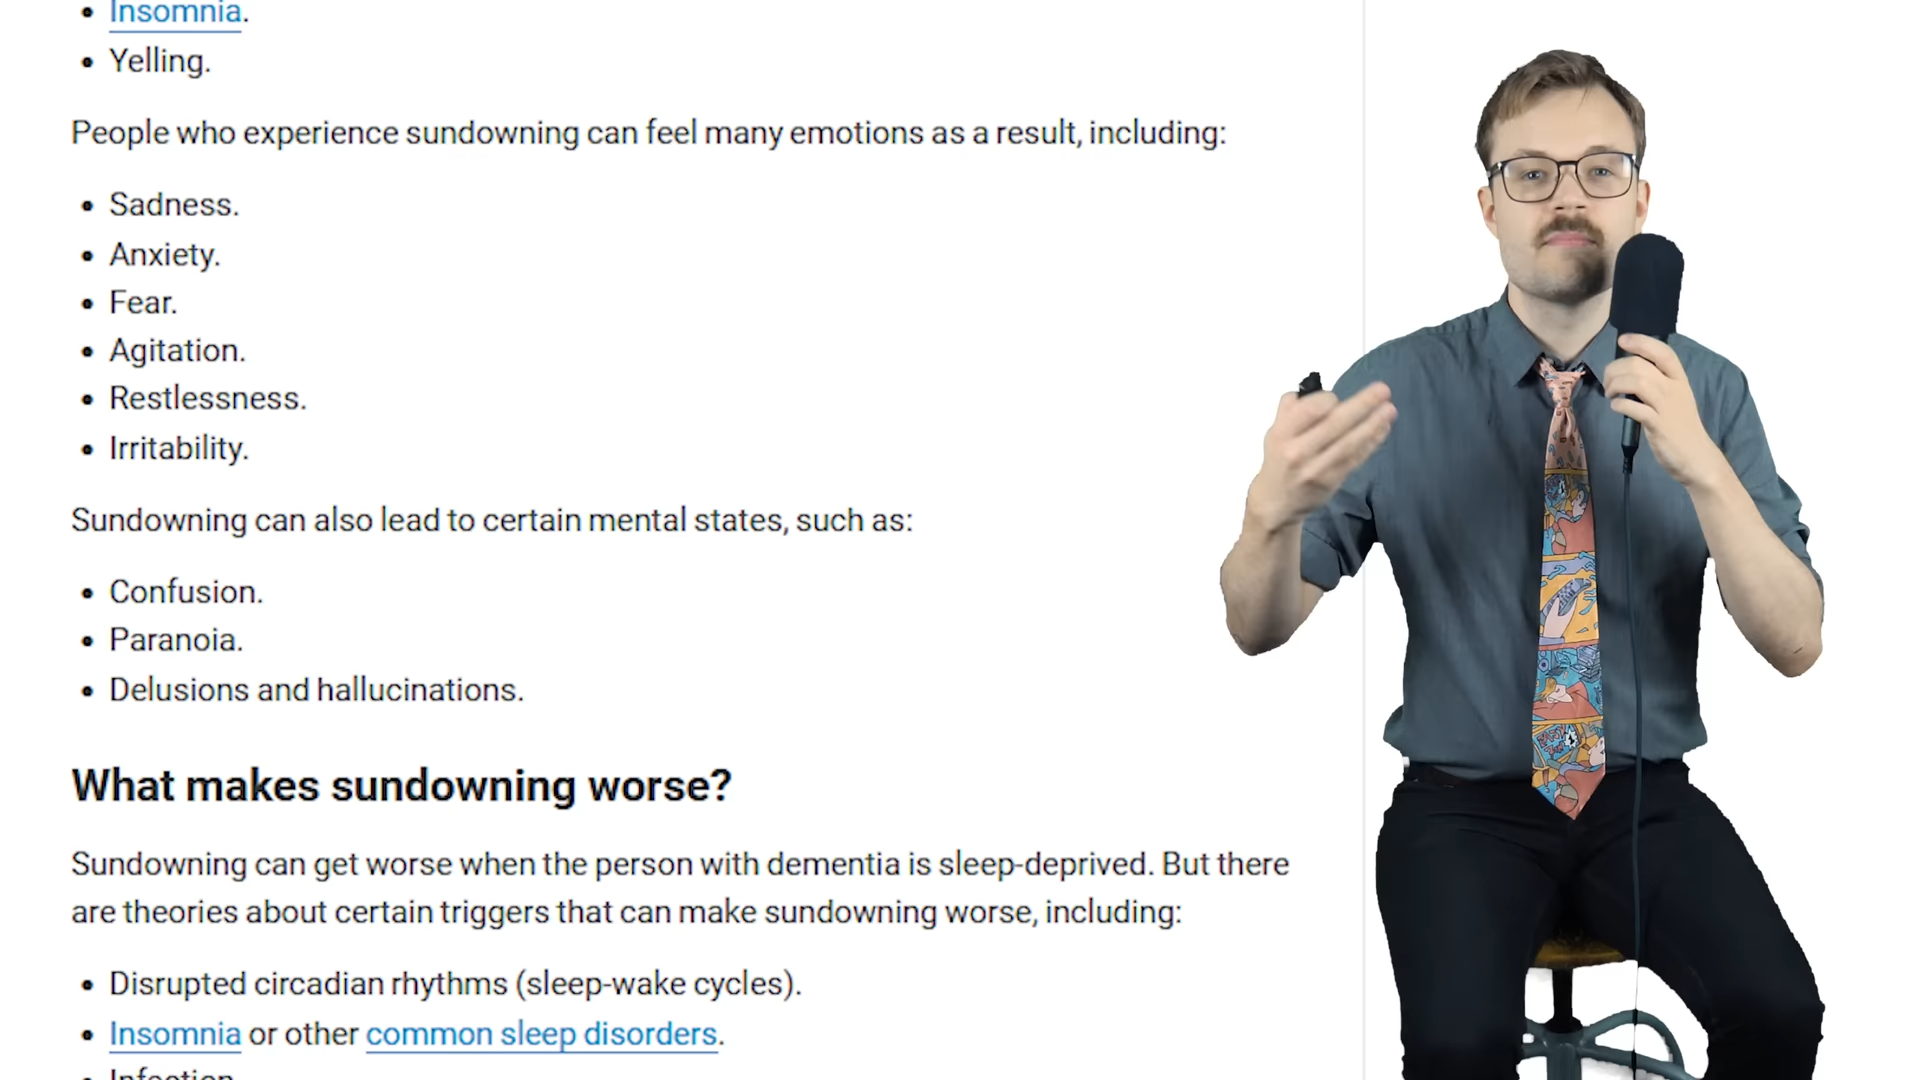 Insomnia.
Yelling.
People who experience sundowning can feel many emotions as a result, including:
Sadness.
Anxiety.
Fear.
Agitation.
Restlessness.
Irritability.
Sundowning can also lead to certain mental states, such as:
Confusion.
Paranoia.
Delusions and hallucinations.
What makes sundowning worse?
Sundowning can get worse when the person with dementia is sleep-deprived. But there
are theories about certain triggers that can make sundowning worse, including:
Disrupted circadian rhythms (sleep-wake cycles).
Insomnia or other common sleep disorders.
Infection.